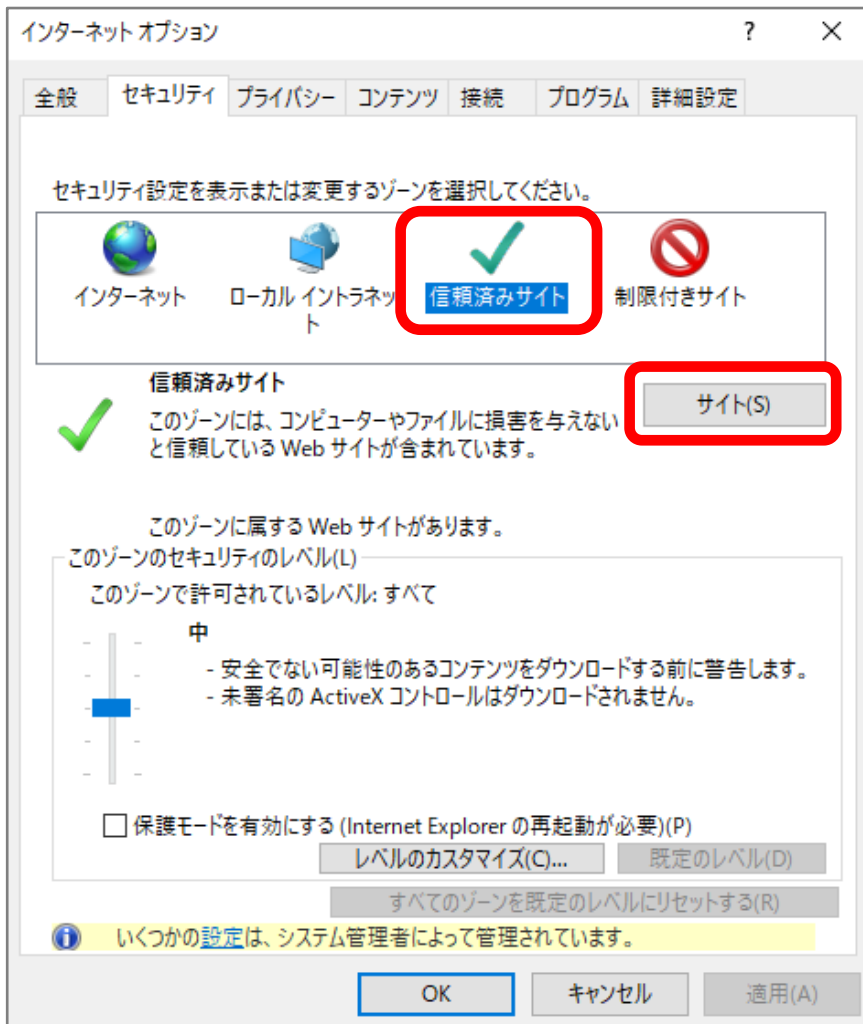 インターネット オプション ? ×
全般 セキュリティ プライバシー コンテンツ 接続 プログラム 詳細設定
セキュリティ設定を表示または変更するゾーンを選択してください。
インターネット ローカル イントラネッ 信頼済みサイト 制限付きサイト
ト
信頼済みサイト
サイト(S)
このゾーンには、コンピューターやファイルに損害を与えない
と信頼している Web サイトが含まれています。
このゾーンに属する Web サイトがあります。
このゾーンのセキュリティのレベル(L)
このゾーンで許可されているレベル: すべて
中
- 安全でない可能性のあるコンテンツをダウンロードする前に警告します。
- 未署名の ActiveX コントロールはダウンロードされません。
保護モードを有効にする (Internet Explorer の再起動が必要)(P)
レベルのカスタマイズ(C)... 既定のレベル(D)
すべてのゾーンを既定のレベルにリセットする(R)
いくつかの設定は、システム管理者によって管理されています。
OK キャンセル 適用(A)